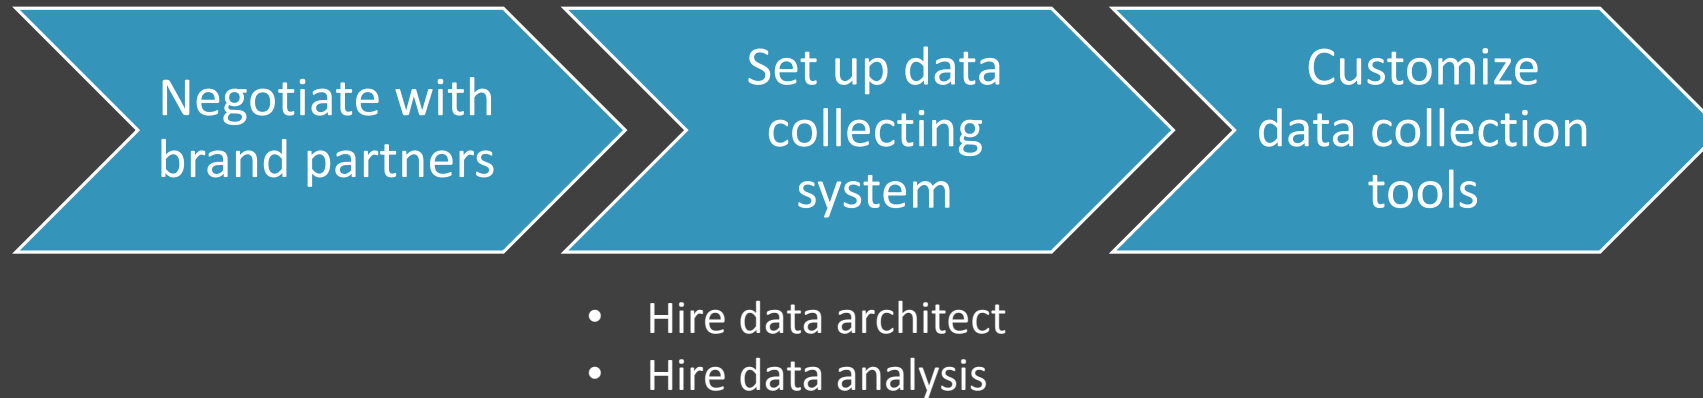 Negotiate with
brand partners
Set up data
collecting
system
Customize
data collection
tools
• Hire data architect
• Hire data analysis